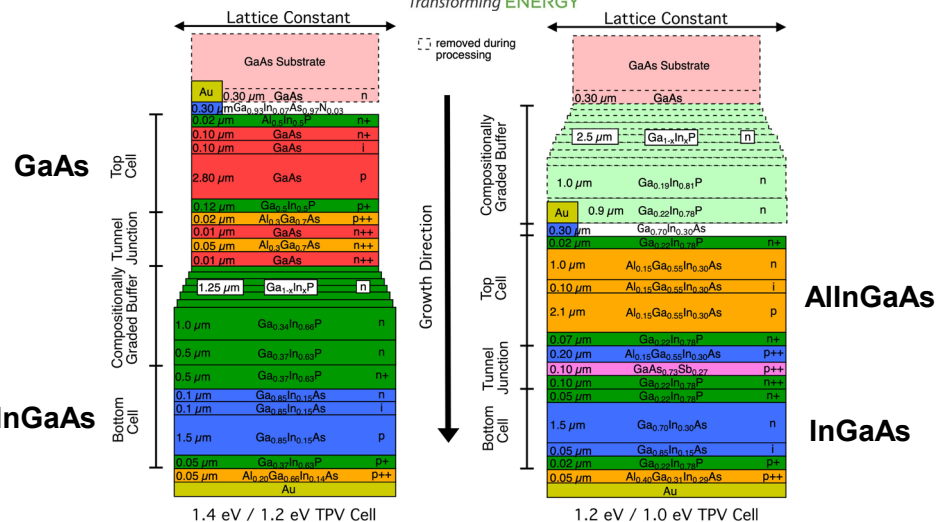 Transforming ENERGY
Lattice Constant
GaAs Substrate
Au
0.30 µm GaAs n
0.30 µm Ga0.93In0.07As0.97N0.03
0.02 µm Al0.5In0.5P n+
0.10 µm GaAs n+
0.10 µm GaAs i
2.80 µm GaAs p
0.12 µm Ga0.5In0.5P p+
0.02 µm Al0.3Ga0.7As p++
0.01 µm GaAs n++
0.05 µm Al0.3Ga0.7As n++
0.01 µm GaAs n++
1.25 µm Ga1-xInxP n
1.0 µm Ga0.34In0.66P n
0.5 µm Ga0.37In0.63P n
0.5 µm Ga0.37In0.63P n+
0.1 µm Ga0.85In0.15As n
0.1 µm Ga0.85In0.15As i
1.5 µm Ga0.85In0.15As p
0.05 µm Ga0.37In0.63P p+
0.05 µm Al0.20Ga0.66In0.14As p++
Au
1.4 eV / 1.2 eV TPV Cell
GaAs
InGaAs
Top
Cell
Tunnel
Junction
Compositionally
Graded Buffer
Bottom
Cell
removed during
processing
Growth Direction
Lattice Constant
GaAs Substrate
0.30 µm GaAs
2.5 µm Ga1-xInxP n
1.0 µm Ga0.19In0.81P n
Au
0.9 µm Ga0.22In0.78P n
0.30 µm Ga0.70In0.30As
0.02 µm Ga0.22In0.78P n+
1.0 µm Al0.15Ga0.55In0.30As n
0.10 µm Al0.15Ga0.55In0.30As i
2.1 µm Al0.15Ga0.55In0.30As p
0.07 µm Ga0.22In0.78P n+
0.20 µm Al0.15Ga0.55In0.30As p++
0.10 µm GaAs0.73Sb0.27 p++
0.10 µm Ga0.22In0.78P n++
0.05 µm Ga0.22In0.78P n+
1.5 µm Ga0.70In0.30As n
0.05 µm Ga0.85In0.15As i
0.02 µm Ga0.22In0.78P p+
0.05 µm Al0.40Ga0.31In0.29As p++
Au
1.2 eV / 1.0 eV TPV Cell
Compositionally
Graded Buffer
Top
Cell
Tunnel
Junction
Bottom
Cell
AlInGaAs
InGaAs